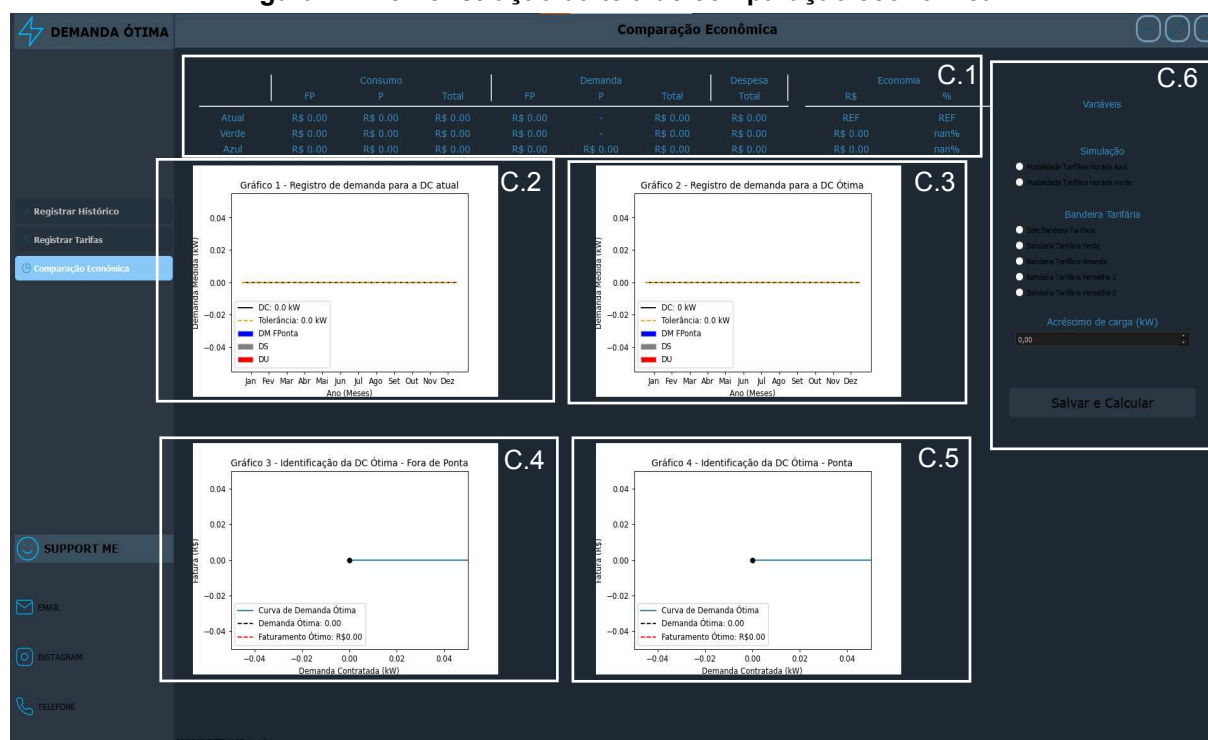 DEMANDA ÓTIMA
Comparação Econômica
Registrar Histórico
Registrar Tarifas
Comparação Econômica
SUPPORT ME
EMAIL
INSTAGRAM
TELEFONE
C.1
Consumo Demanda Despesa Economia
FP P Total FP P Total Total R$ %
Atual R$ 0.00 R$ 0.00 R$ 0.00 R$ 0.00 - R$ 0.00 R$ 0.00 REF REF
Verde R$ 0.00 R$ 0.00 R$ 0.00 R$ 0.00 - R$ 0.00 R$ 0.00 R$ 0.00 nan%
Azul R$ 0.00 R$ 0.00 R$ 0.00 R$ 0.00 R$ 0.00 R$ 0.00 R$ 0.00 R$ 0.00 nan%
C.2
Gráfico 1 - Registro de demanda para a DC atual
Demanda Medida (kW)
0.04
0.02
0.00
−0.02
−0.04
DC: 0.0 kW
Tolerância: 0.0 kW
DM FPonta
DS
DU
Jan Fev Mar Abr Mai Jun Jul Ago Set Out Nov Dez
Ano (Meses)
C.3
Gráfico 2 - Registro de demanda para a DC Ótima
Demanda Medida (kW)
0.04
0.02
0.00
−0.02
−0.04
DC: 0 kW
Tolerância: 0.0 kW
DM FPonta
DS
DU
Jan Fev Mar Abr Mai Jun Jul Ago Set Out Nov Dez
Ano (Meses)
C.4
Gráfico 3 - Identificação da DC Ótima - Fora de Ponta
Fatura (R$)
0.04
0.02
0.00
−0.02
−0.04
Curva de Demanda Ótima
Demanda Ótima: 0.00
Faturamento Ótimo: R$0.00
−0.04 −0.02 0.00 0.02 0.04
Demanda Contratada (kW)
C.5
Gráfico 4 - Identificação da DC Ótima - Ponta
Fatura (R$)
0.04
0.02
0.00
−0.02
−0.04
Curva de Demanda Ótima
Demanda Ótima: 0.00
Faturamento Ótimo: R$0.00
−0.04 −0.02 0.00 0.02 0.04
Demanda Contratada (kW)
C.6
Variáveis
Simulação
Modalidade Tarifária Horária Azul
Modalidade Tarifária Horária Verde
Bandeira Tarifária
Sem Bandeira Tarifária
Bandeira Tarifária Verde
Bandeira Tarifária Amarela
Bandeira Tarifária Vermelha 1
Bandeira Tarifária Vermelha 2
Acréscimo de carga (kW)
0,00
Salvar e Calcular